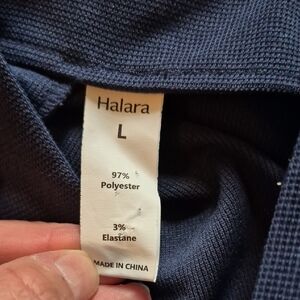 Halara
L
97%
Polyester
3%
Elastane
MADE IN CHINA